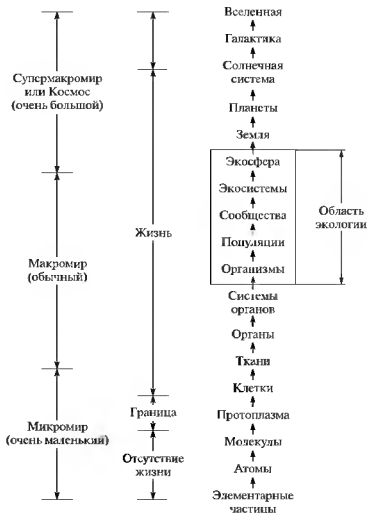 Вселенная
Галактика
Солнечная
система
Планеты
Земля
Экосфера
Экосистемы
Сообщества
Популяции
Организмы
Системы
органов
Органы
Ткани
Клетки
Протоплазма
Молекулы
Атомы
Элементарные
частицы
Супермакромир
или Космос
(очень большой)
Макромир
(обычный)
Микромир
(очень маленький)
Жизнь
Граница
Отсутствие
жизни
Область
экологии